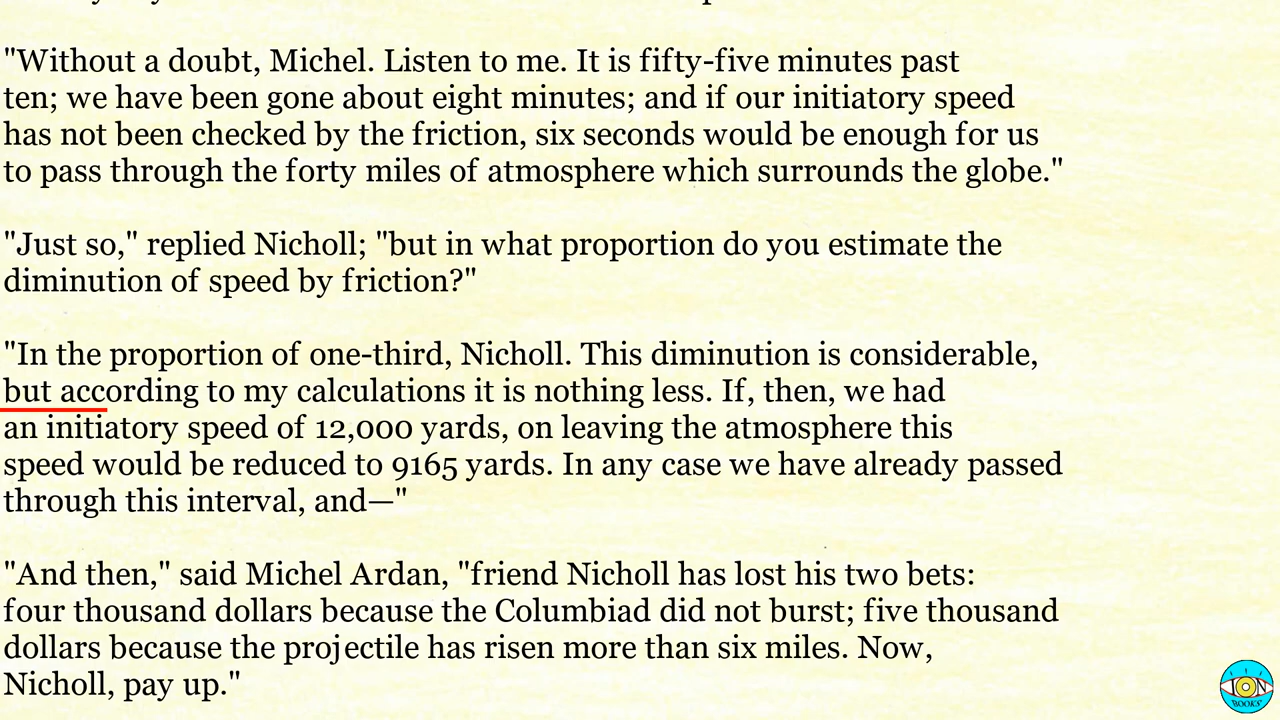 "Without a doubt, Michel. Listen to me. It is fifty-five minutes past
ten; we have been gone about eight minutes; and if our initiatory speed
has not been checked by the friction, six seconds would be enough for us
to pass through the forty miles of atmosphere which surrounds the globe."
"Just so," replied Nicholl; "but in what proportion do you estimate the
diminution of speed by friction?"
"In the proportion of one-third, Nicholl. This diminution is considerable,
but according to my calculations it is nothing less. If, then, we had
an initiatory speed of 12,000 yards, on leaving the atmosphere this
speed would be reduced to 9165 yards. In any case we have already passed
through this interval, and—"
"And then," said Michel Ardan, "friend Nicholl has lost his two bets:
four thousand dollars because the Columbiad did not burst; five thousand
dollars because the projectile has risen more than six miles. Now,
Nicholl, pay up."
ION
BOOKS